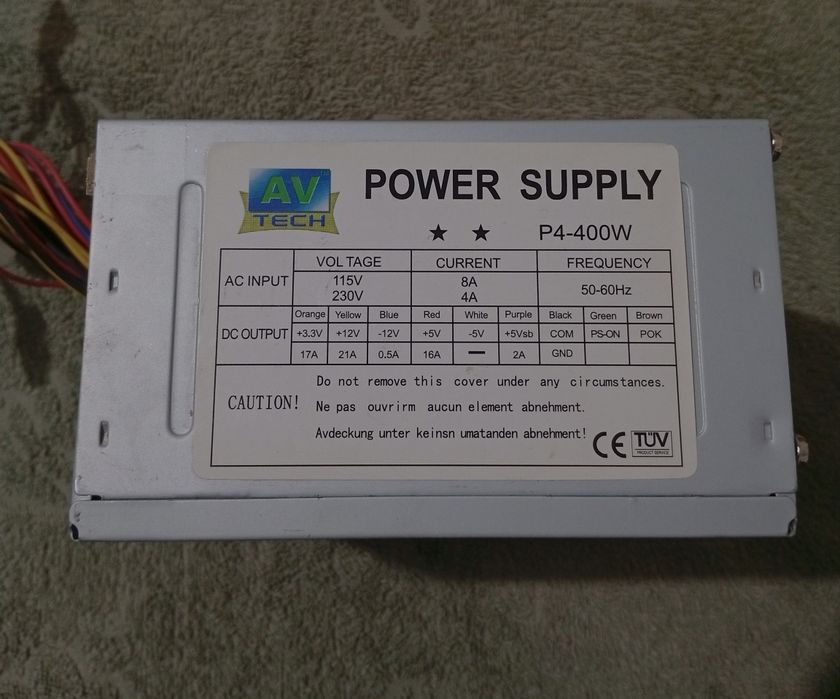 AV
TECH
POWER SUPPLY
★ ★ P4-400W
AC INPUT VOLTAGE CURRENT FREQUENCY
115V 8A 50-60Hz
230V 4A
DC OUTPUT Orange Yellow Blue Red White Purple Black Green Brown
+3.3V +12V -12V +5V -5V +5Vsb COM PS-ON POK
17A 21A 0.5A 16A — 2A GND
CAUTION! Do not remove this cover under any circumstances.
Ne pas ouvrirm aucun element abnehment.
Avdeckung unter keinsn umatanden abnehment!
CE TÜV
PRODUCT SERVICE